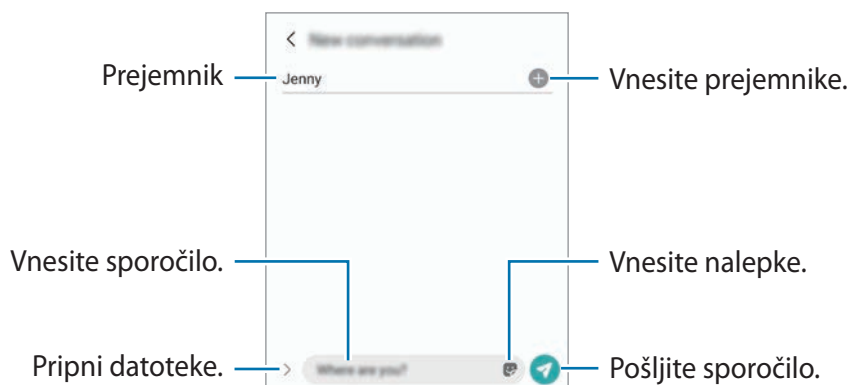 New conversation
Prejemnik
Jenny
Vnesite prejemnike.
Vnesite sporočilo.
Vnesite nalepke.
Pripni datoteke.
Where are you?
Pošljite sporočilo.